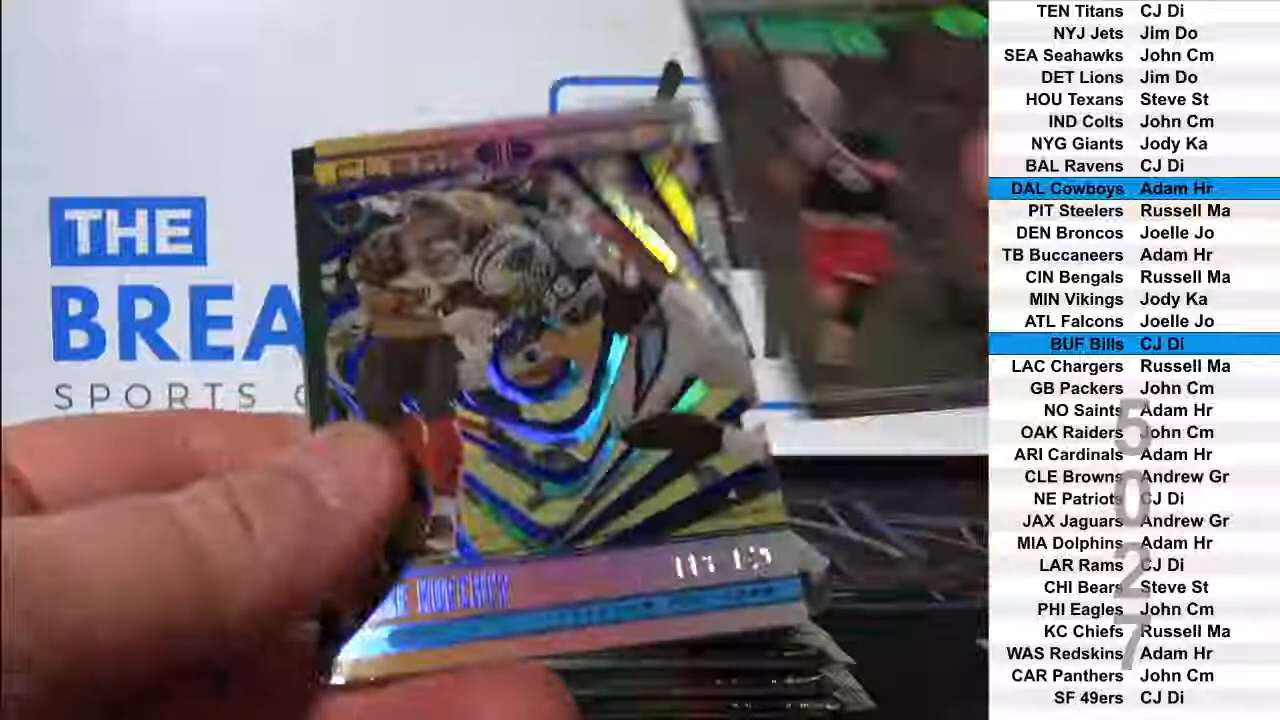 THE
BREA
SPORTS
TEN Titans CJ Di
NYJ Jets Jim Do
SEA Seahawks John Cm
DET Lions Jim Do
HOU Texans Steve St
IND Colts John Cm
NYG Giants Jody Ka
BAL Ravens CJ Di
DAL Cowboys Adam Hr
PIT Steelers Russell Ma
DEN Broncos Joelle Jo
TB Buccaneers Adam Hr
CIN Bengals Russell Ma
MIN Vikings Jody Ka
ATL Falcons Joelle Jo
BUF Bills CJ Di
LAC Chargers Russell Ma
GB Packers John Cm
NO Saints Adam Hr
OAK Raiders John Cm
ARI Cardinals Adam Hr
CLE Browns Andrew Gr
NE Patriots CJ Di
JAX Jaguars Andrew Gr
MIA Dolphins Adam Hr
LAR Rams CJ Di
CHI Bears Steve St
PHI Eagles John Cm
KC Chiefs Russell Ma
WAS Redskins Adam Hr
CAR Panthers John Cm
SF 49ers CJ Di
5027